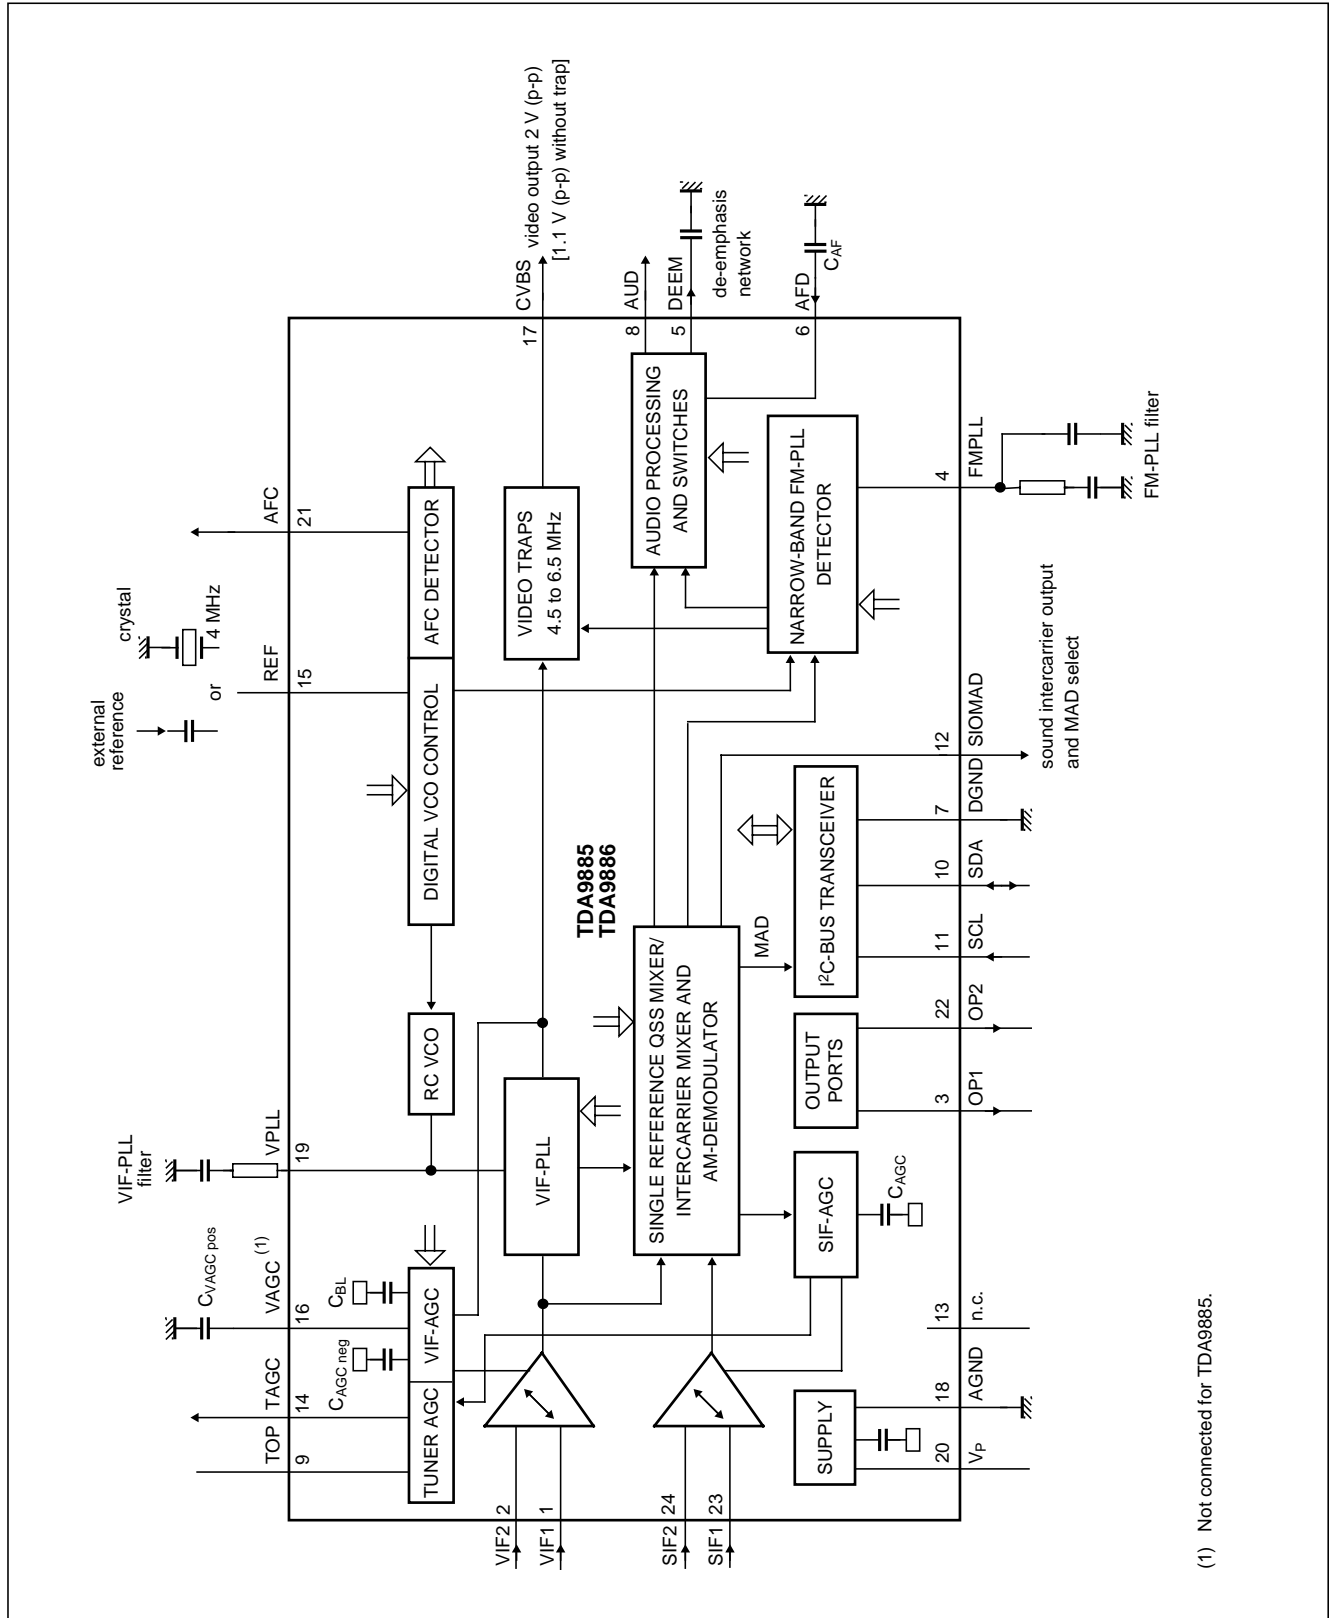 VIF-PLL
filter
external
reference
crystal
4 MHz
or
CVAGC pos
TOP
TAGC
VAGC (1)
VPLL
REF
AFC
9
14
16
19
15
21
CAGC neg
CBL
TUNER AGC
VIF-AGC
RC VCO
DIGITAL VCO CONTROL
AFC DETECTOR
VIF2
2
VIF1
1
VIF-PLL
VIDEO TRAPS
4.5 to 6.5 MHz
17
CVBS
video output 2 V (p-p)
[1.1 V (p-p) without trap]
TDA9885
TDA9886
SIF2
24
SIF1
23
SINGLE REFERENCE QSS MIXER/
INTERCARRIER MIXER AND
AM-DEMODULATOR
AUDIO PROCESSING
AND SWITCHES
8
AUD
5
DEEM
de-emphasis
network
6
AFD
CAF
MAD
SUPPLY
SIF-AGC
CAGC
OUTPUT
PORTS
I2C-BUS TRANSCEIVER
NARROW-BAND FM-PLL
DETECTOR
20
18
13
3
22
11
10
7
12
4
VP
AGND
n.c.
OP1
OP2
SCL
SDA
DGND
SIOMAD
FMPLL
sound intercarrier output
and MAD select
FM-PLL filter
(1) Not connected for TDA9885.